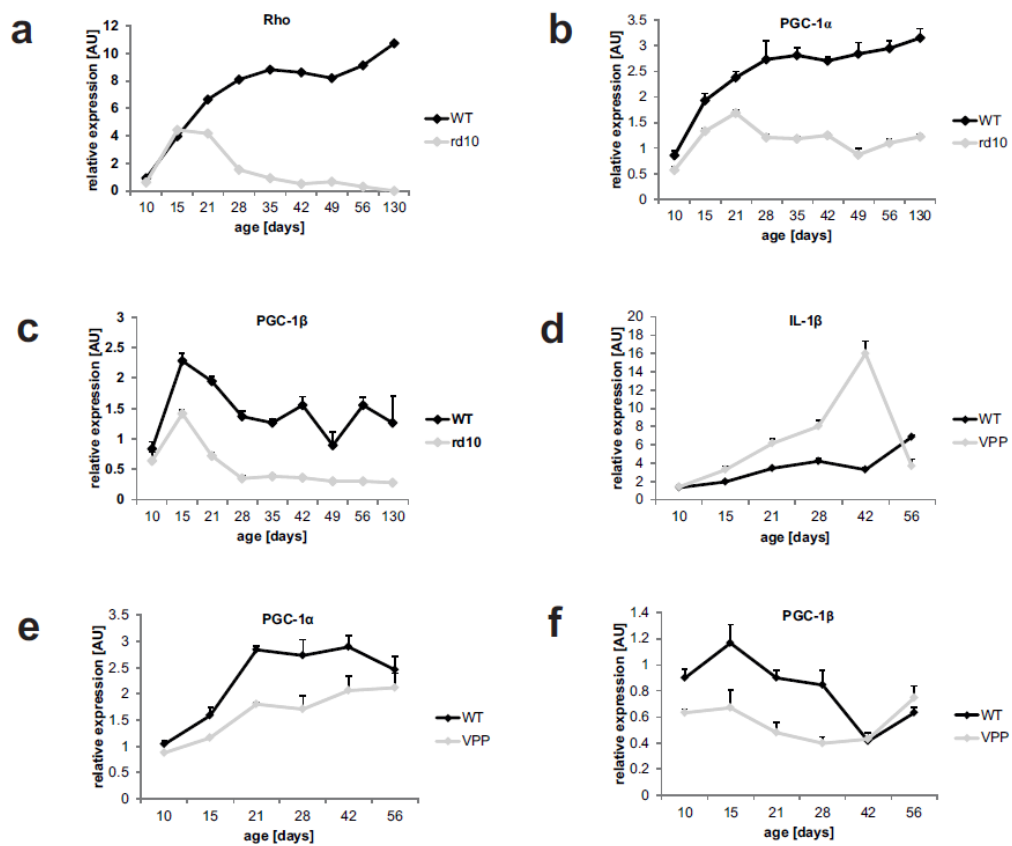 a
Rho
relative expression [AU]
12
10
8
6
4
2
0
10 15 21 28 35 42 49 56 130
age [days]
WT
rd10
b
PGC-1α
relative expression [AU]
3.5
3
2.5
2
1.5
1
0.5
0
10 15 21 28 35 42 49 56 130
age [days]
WT
rd10
c
PGC-1β
relative expression [AU]
3
2.5
2
1.5
1
0.5
0
10 15 21 28 35 42 49 56 130
age [days]
WT
rd10
d
IL-1β
relative expression [AU]
20
18
16
14
12
10
8
6
4
2
0
10 15 21 28 42 56
age [days]
WT
VPP
e
PGC-1α
relative expression [AU]
3.5
3
2.5
2
1.5
1
0.5
0
10 15 21 28 42 56
age [days]
WT
VPP
f
PGC-1β
relative expression [AU]
1.4
1.2
1
0.8
0.6
0.4
0.2
0
10 15 21 28 42 56
age [days]
WT
VPP